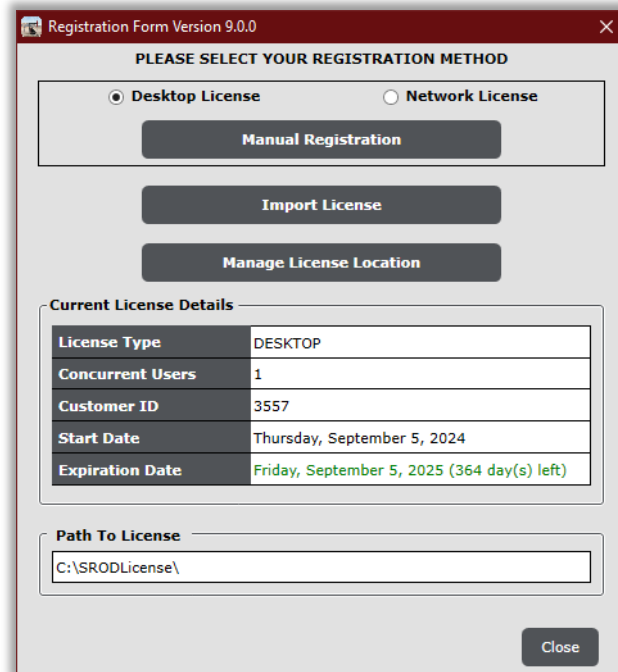 Registration Form Version 9.0.0
PLEASE SELECT YOUR REGISTRATION METHOD
Desktop License Network License
Manual Registration
Import License
Manage License Location
Current License Details
License Type DESKTOP
Concurrent Users 1
Customer ID 3557
Start Date Thursday, September 5, 2024
Expiration Date Friday, September 5, 2025 (364 day(s) left)
Path To License
C:\SRODLicense\
Close